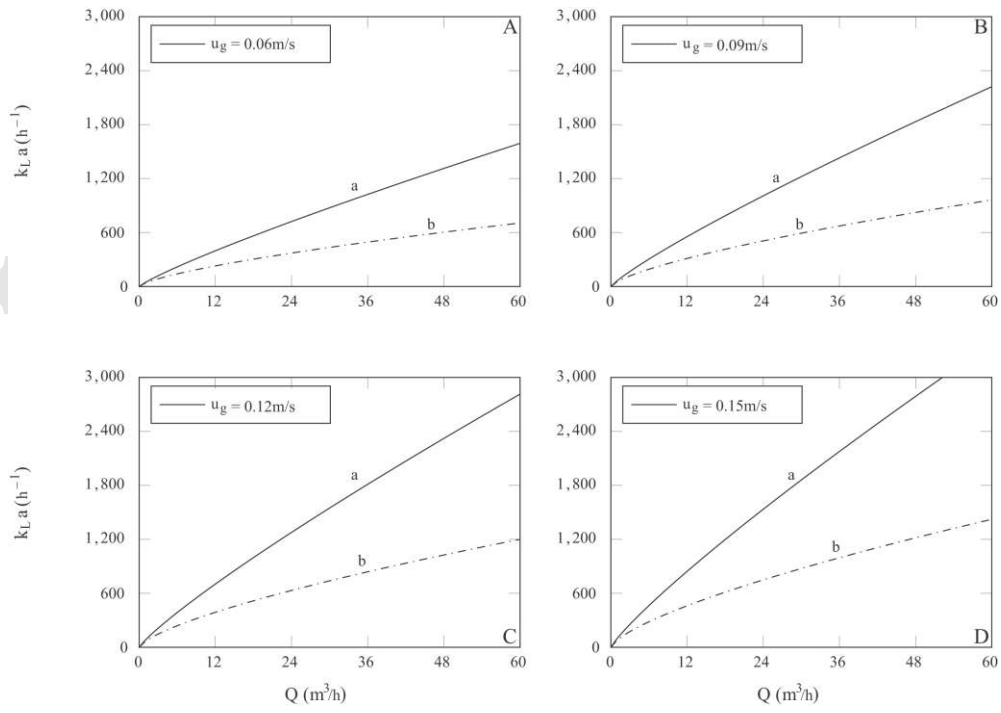 3,000
A
u_g = 0.06m/s
2,400
1,800
k_L a (h⁻¹)
1,200
a
600
b
0
0 12 24 36 48 60
3,000
B
u_g = 0.09m/s
2,400
1,800
1,200
a
600
b
0
0 12 24 36 48 60
3,000
u_g = 0.12m/s
2,400
1,800
a
k_L a (h⁻¹)
1,200
b
600
0
C
0 12 24 36 48 60
Q (m³/h)
3,000
u_g = 0.15m/s
2,400
1,800
a
1,200
b
600
0
D
0 12 24 36 48 60
Q (m³/h)